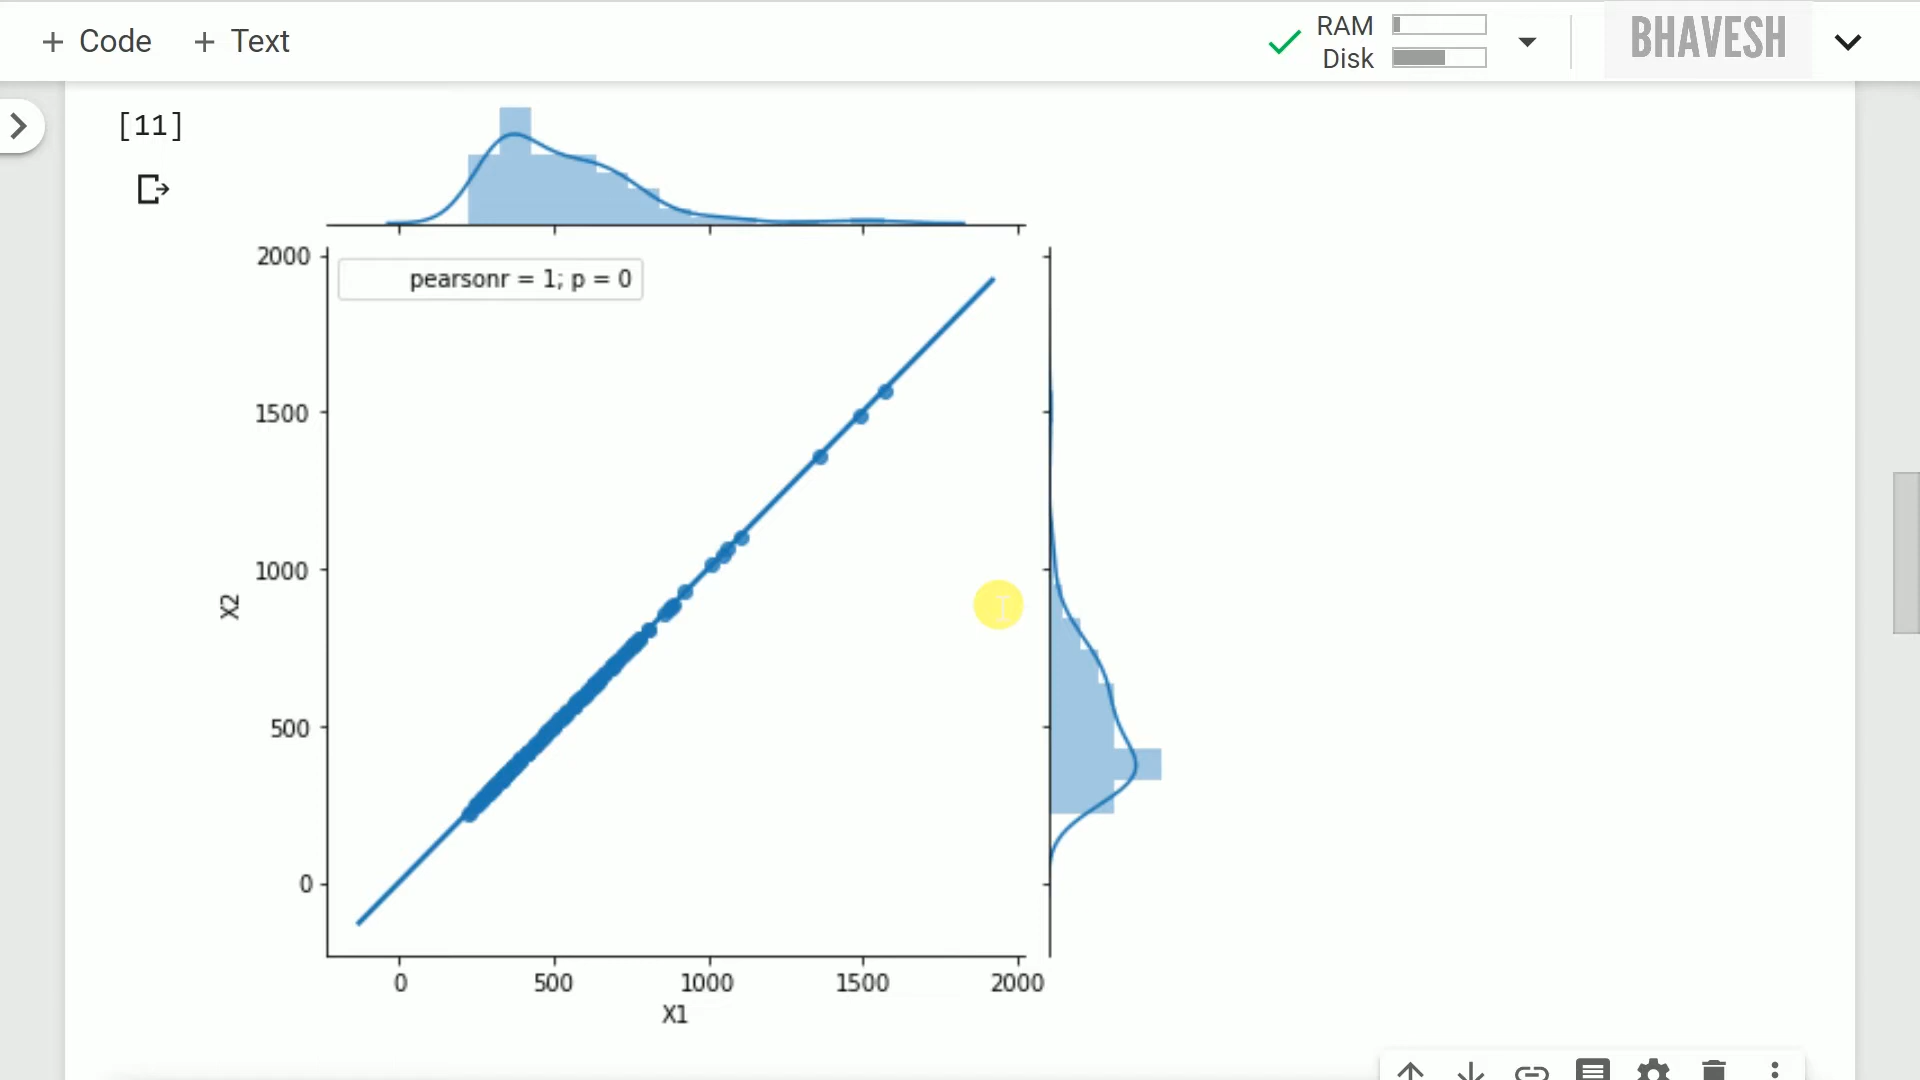 + Code + Text
RAM
Disk
BHAVESH
[11]
pearsonr = 1; p = 0
2000
1500
1000
500
0
X2
0 500 1000 1500 2000
X1